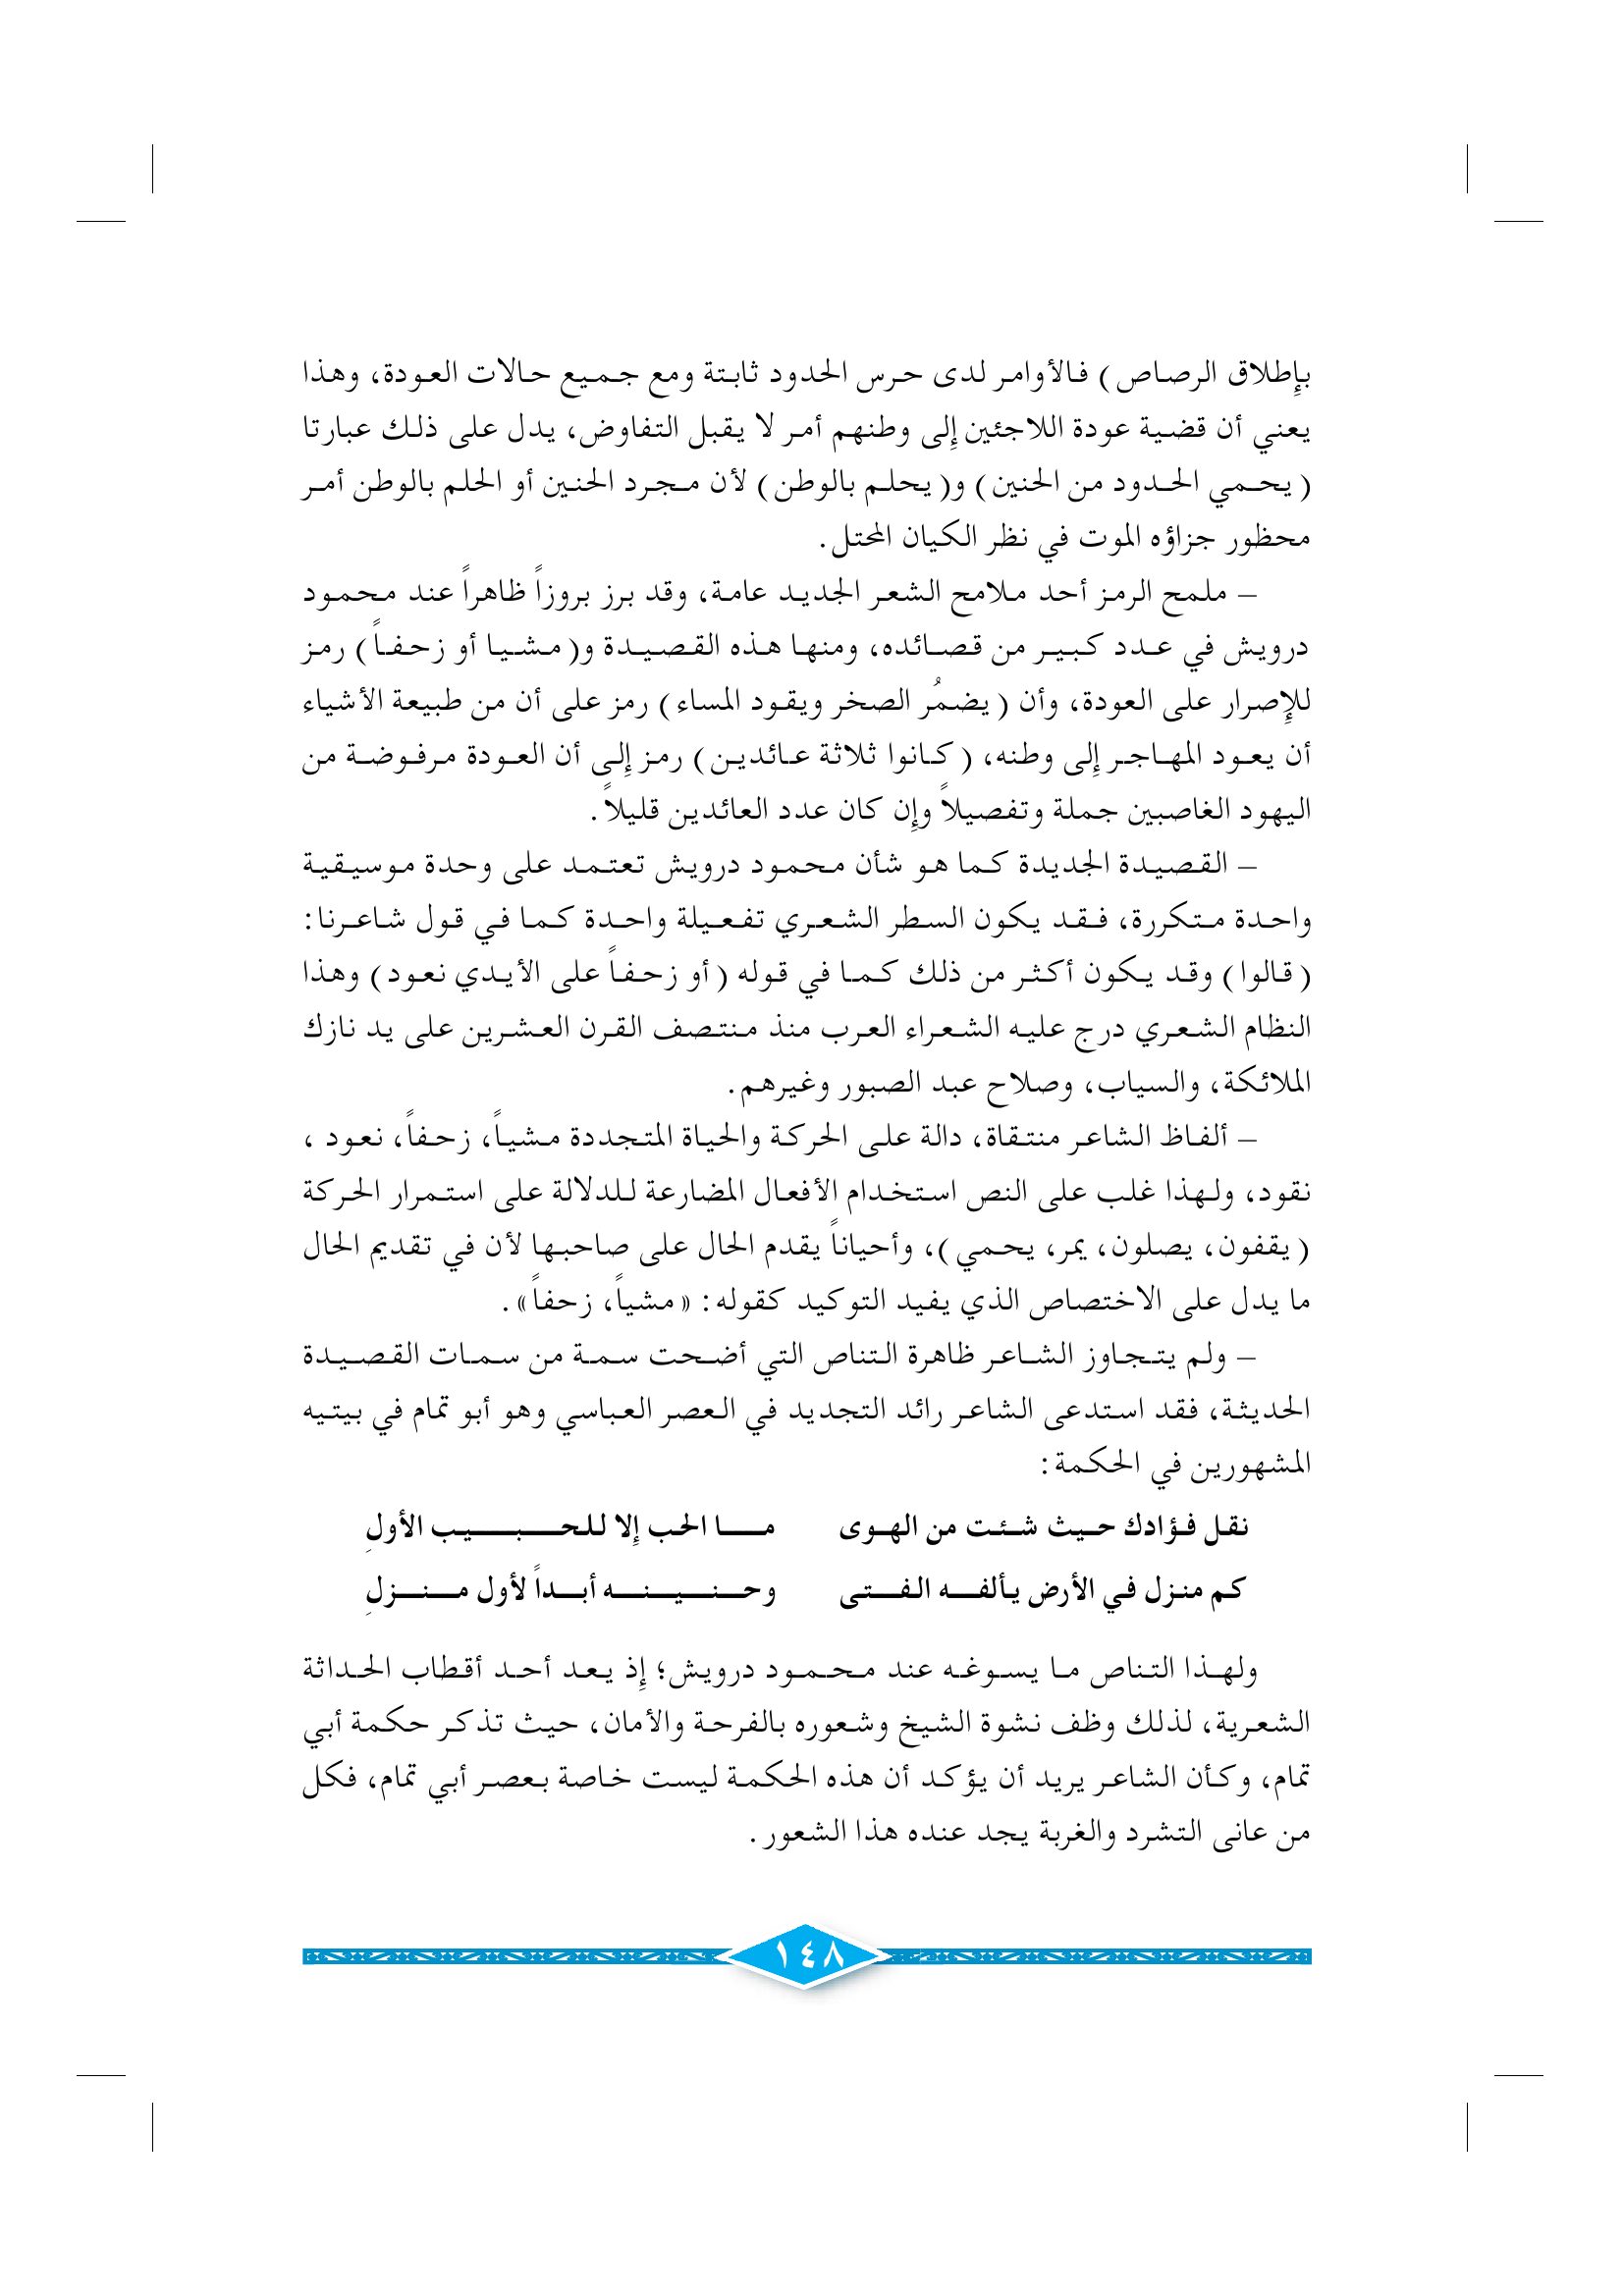 بإطلاق الرصاص) فالأوامر لدى حرس الحدود ثابتة ومع جميع حالات العودة، وهذا
يعني أن قضية عودة اللاجئين إلى وطنهم أمر لا يقبل التفاوض، يدل على ذلك عبارتا
(يحمي الحدود من الحنين) و(يحلم بالوطن) لأن مجرد الحنين أو الحلم بالوطن أمر
محظور جزاؤه الموت في نظر الكيان المحتل.
– ملمح الرمز أحد ملامح الشعر الجديد عامة، وقد برز بروزاً ظاهراً عند محمود
درويش في عدد كبير من قصائده، ومنها هذه القصيدة و(مشيا أو زحفاً) رمز
للإصرار على العودة، وأن (يضمُر الصخر ويقود المساء) رمز على أن من طبيعة الأشياء
أن يعود المهاجر إلى وطنه، (كانوا ثلاثة عائدين) رمز إلى أن العودة مرفوضة من
اليهود الغاصبين جملة وتفصيلاً وإن كان عدد العائدين قليلاً.
– القصيدة الجديدة كما هو شأن محمود درويش تعتمد على وحدة موسيقية
واحدة متكررة، فقد يكون السطر الشعري تفعيلة واحدة كما في قول شاعرنا:
(قالوا) وقد يكون أكثر من ذلك كما في قوله (أو زحفاً على الأيدي نعود) وهذا
النظام الشعري درج عليه الشعراء العرب منذ منتصف القرن العشرين على يد نازك
الملائكة، والسياب، وصلاح عبد الصبور وغيرهم.
– ألفاظ الشاعر منتقاة، دالة على الحركة والحياة المتجددة مشياً، زحفاً، نعود ،
نقود، ولهذا غلب على النص استخدام الأفعال المضارعة للدلالة على استمرار الحركة
(يقفون، يصلون، يمر، يحمي)، وأحياناً يقدم الحال على صاحبها لأن في تقديم الحال
ما يدل على الاختصاص الذي يفيد التوكيد كقوله: «مشياً، زحفاً».
– ولم يتجاوز الشاعر ظاهرة التناص التي أضحت سمة من سمات القصيدة
الحديثة، فقد استدعى الشاعر رائد التجديد في العصر العباسي وهو أبو تمام في بيتيه
المشهورين في الحكمة:
نقل فؤادك حيث شئت من الهوى ما الحب إلا للحبيب الأولِ
كم منزل في الأرض يألفه الفتى وحنينه أبداً لأول منزلِ
ولهذا التناص ما يسوغه عند محمود درويش؛ إذ يعد أحد أقطاب الحداثة
الشعرية، لذلك وظف نشوة الشيخ وشعوره بالفرحة والأمان، حيث تذكر حكمة أبي
تمام، وكأن الشاعر يريد أن يؤكد أن هذه الحكمة ليست خاصة بعصر أبي تمام، فكل
من عانى التشرد والغربة يجد عنده هذا الشعور.
١٤٨